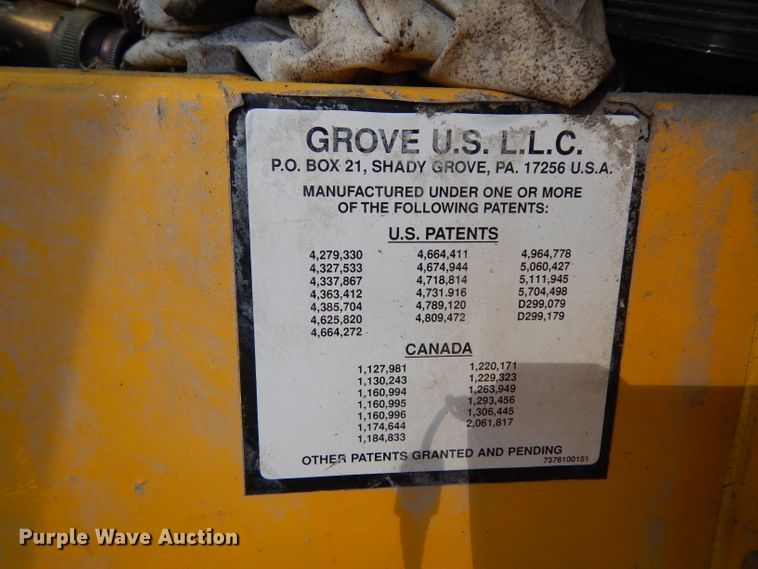 GROVE U.S. L.L.C.
P.O. BOX 21, SHADY GROVE, PA. 17256 U.S.A.
MANUFACTURED UNDER ONE OR MORE
OF THE FOLLOWING PATENTS:
U.S. PATENTS
4,279,330 4,664,411 4,964,778
4,327,533 4,674,944 5,060,427
4,337,867 4,718,814 5,111,945
4,363,412 4,731.916 5,704,498
4,385,704 4,789,120 D299,079
4,625,820 4,809,472 D299,179
4,664,272
CANADA
1,127,981 1,220,171
1,130,243 1,229,323
1,160,994 1,263,949
1,160,995 1,293,456
1,160,996 1,306,445
1,174,644 2,061,817
1,184,833
OTHER PATENTS GRANTED AND PENDING
7376100151
Purple Wave Auction